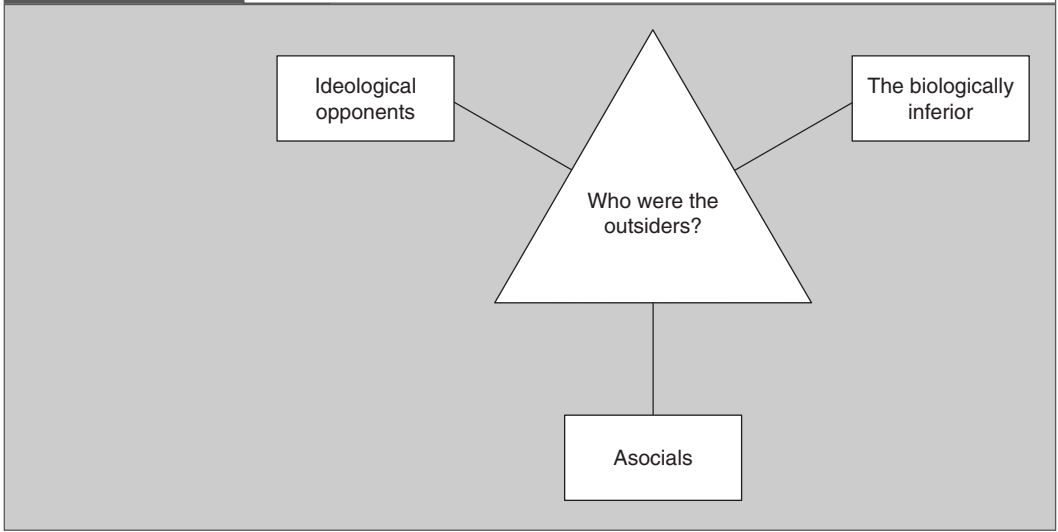 Ideological
opponents
The biologically
inferior
Who were the
outsiders?
Asocials